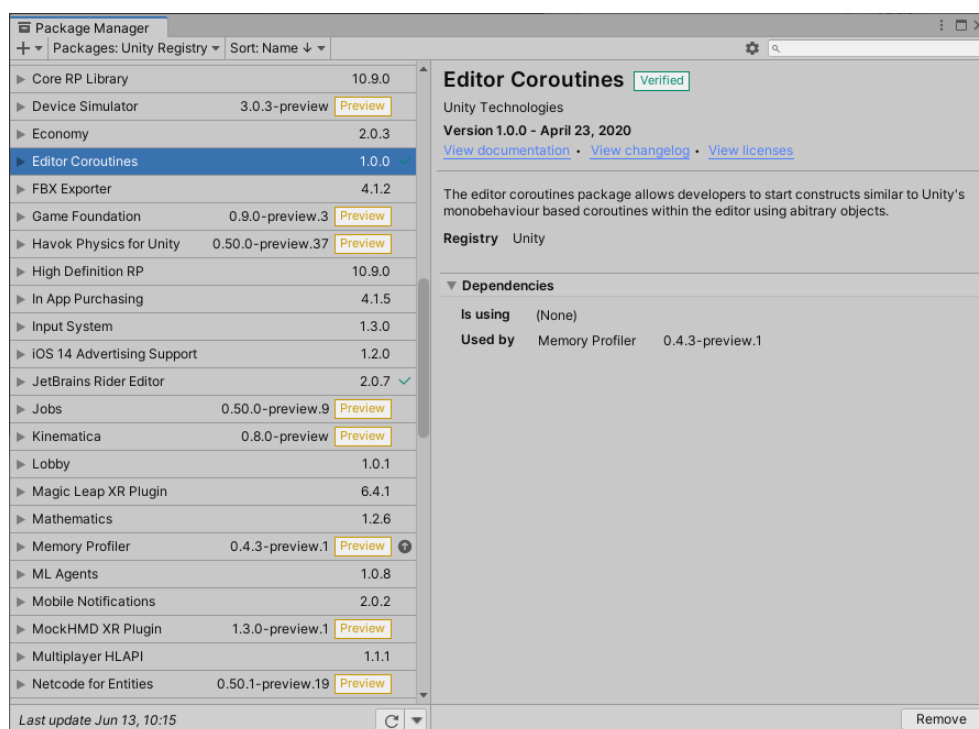 Package Manager
Packages: Unity Registry Sort: Name ↓
Core RP Library 10.9.0
Device Simulator 3.0.3-preview Preview
Economy 2.0.3
Editor Coroutines 1.0.0
FBX Exporter 4.1.2
Game Foundation 0.9.0-preview.3 Preview
Havok Physics for Unity 0.50.0-preview.37 Preview
High Definition RP 10.9.0
In App Purchasing 4.1.5
Input System 1.3.0
iOS 14 Advertising Support 1.2.0
JetBrains Rider Editor 2.0.7
Jobs 0.50.0-preview.9 Preview
Kinematica 0.8.0-preview Preview
Lobby 1.0.1
Magic Leap XR Plugin 6.4.1
Mathematics 1.2.6
Memory Profiler 0.4.3-preview.1 Preview
ML Agents 1.0.8
Mobile Notifications 2.0.2
MockHMD XR Plugin 1.3.0-preview.1 Preview
Multiplayer HLAPI 1.1.1
Netcode for Entities 0.50.1-preview.19 Preview
Last update Jun 13, 10:15
Editor Coroutines Verified
Unity Technologies
Version 1.0.0 - April 23, 2020
View documentation • View changelog • View licenses
The editor coroutines package allows developers to start constructs similar to Unity's
monobehaviour based coroutines within the editor using abitrary objects.
Registry Unity
Dependencies
Is using (None)
Used by Memory Profiler 0.4.3-preview.1
Remove